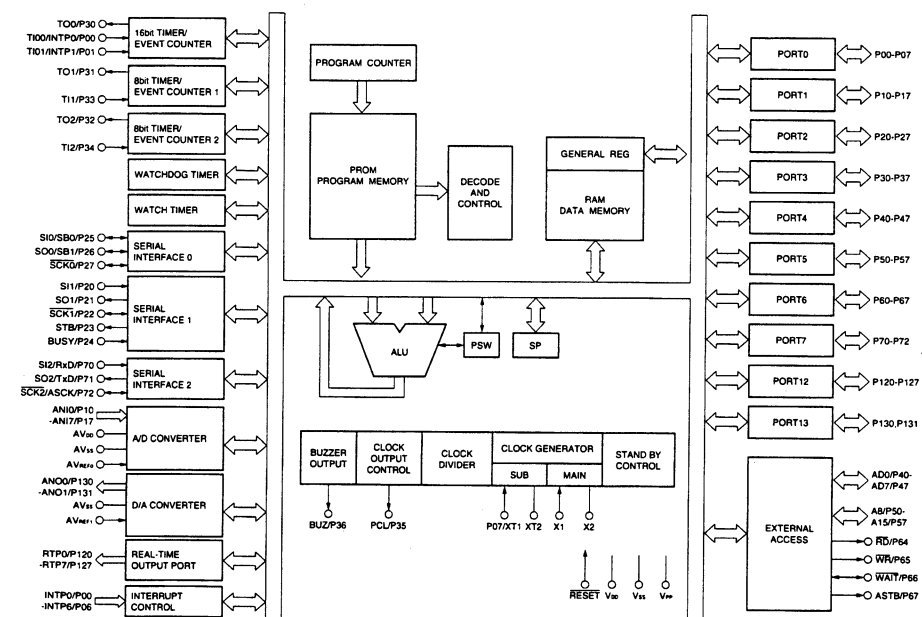 TO0/P30
TI00/INTP0/P00
TI01/INTP1/P01
16bit TIMER/
EVENT COUNTER
TO1/P31
TI1/P33
8bit TIMER/
EVENT COUNTER 1
TO2/P32
TI2/P34
8bit TIMER/
EVENT COUNTER 2
WATCHDOG TIMER
WATCH TIMER
SI0/SB0/P25
SO0/SB1/P26
SCK0/P27
SERIAL
INTERFACE 0
SI1/P20
SO1/P21
SCK1/P22
STB/P23
BUSY/P24
SERIAL
INTERFACE 1
SI2/RxD/P70
SO2/TxD/P71
SCK2/ASCK/P72
SERIAL
INTERFACE 2
ANI0/P10
-ANI7/P17
AVDD
AVSS
AVREF0
A/D CONVERTER
ANO0/P130
-ANO1/P131
AVSS
AVREF1
D/A CONVERTER
RTP0/P120
-RTP7/P127
REAL-TIME
OUTPUT PORT
INTP0/P00
-INTP6/P06
INTERRUPT
CONTROL
PROGRAM COUNTER
PROM
PROGRAM MEMORY
DECODE
AND
CONTROL
GENERAL REG
RAM
DATA MEMORY
ALU
PSW
SP
BUZZER
OUTPUT
CLOCK
OUTPUT
CONTROL
CLOCK
DIVIDER
CLOCK GENERATOR
SUB
MAIN
STAND BY
CONTROL
BUZ/P36
PCL/P35
P07/XT1
XT2
X1
X2
RESET
VDD
VSS
VPP
PORT0
P00-P07
PORT1
P10-P17
PORT2
P20-P27
PORT3
P30-P37
PORT4
P40-P47
PORT5
P50-P57
PORT6
P60-P67
PORT7
P70-P72
PORT12
P120-P127
PORT13
P130,P131
EXTERNAL
ACCESS
AD0/P40-
AD7/P47
A8/P50-
A15/P57
RD/P64
WR/P65
WAIT/P66
ASTB/P67